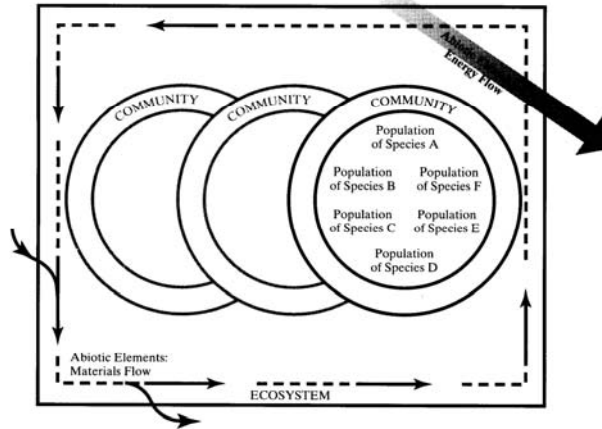 Energy Flow
COMMUNITY
COMMUNITY
COMMUNITY
Population
of Species A
Population
of Species B
Population
of Species F
Population
of Species C
Population
of Species E
Population
of Species D
Abiotic Elements:
Materials Flow
ECOSYSTEM